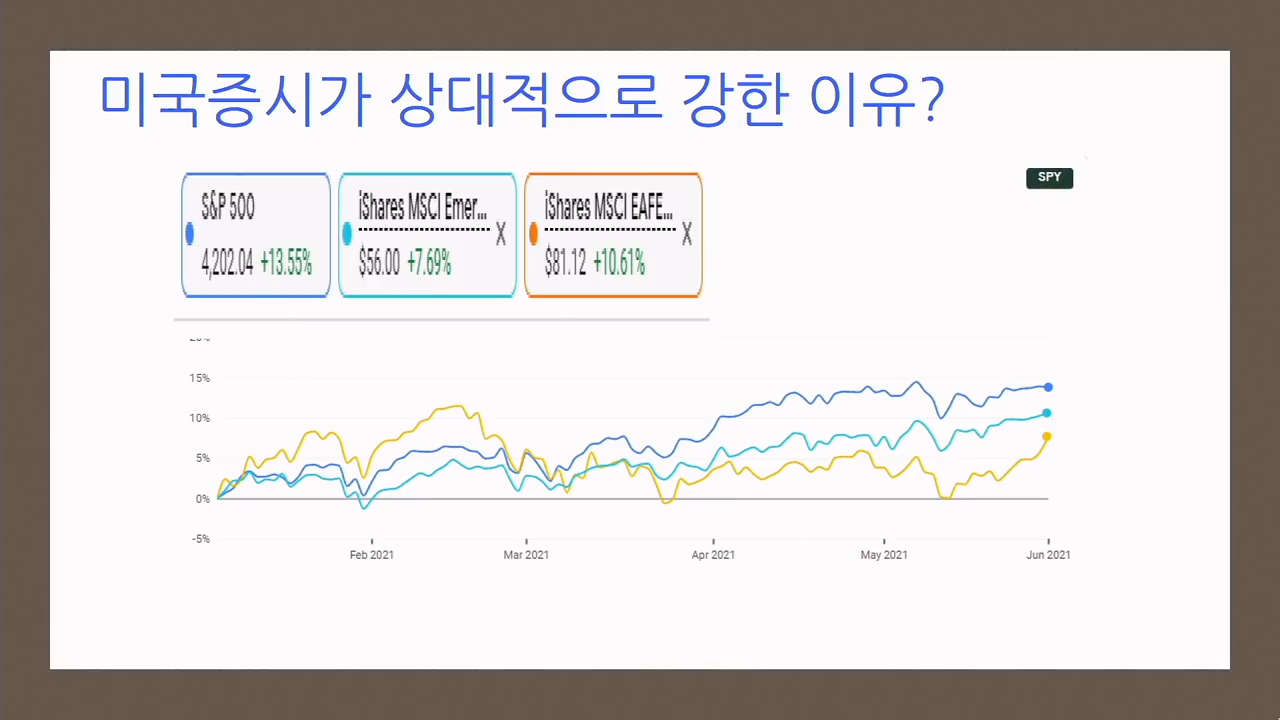 미국증시가 상대적으로 강한 이유?
SPY
S&P 500
4,202.04 +13.55%
iShares MSCI Emer...
X
$56.00 +7.69%
iShares MSCI EAFE...
X
$81.12 +10.61%
20%
15%
10%
5%
0%
-5%
Feb 2021 Mar 2021 Apr 2021 May 2021 Jun 2021